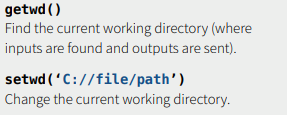 getwd()
Find the current working directory (where
inputs are found and outputs are sent).
setwd(‘C://file/path’)
Change the current working directory.